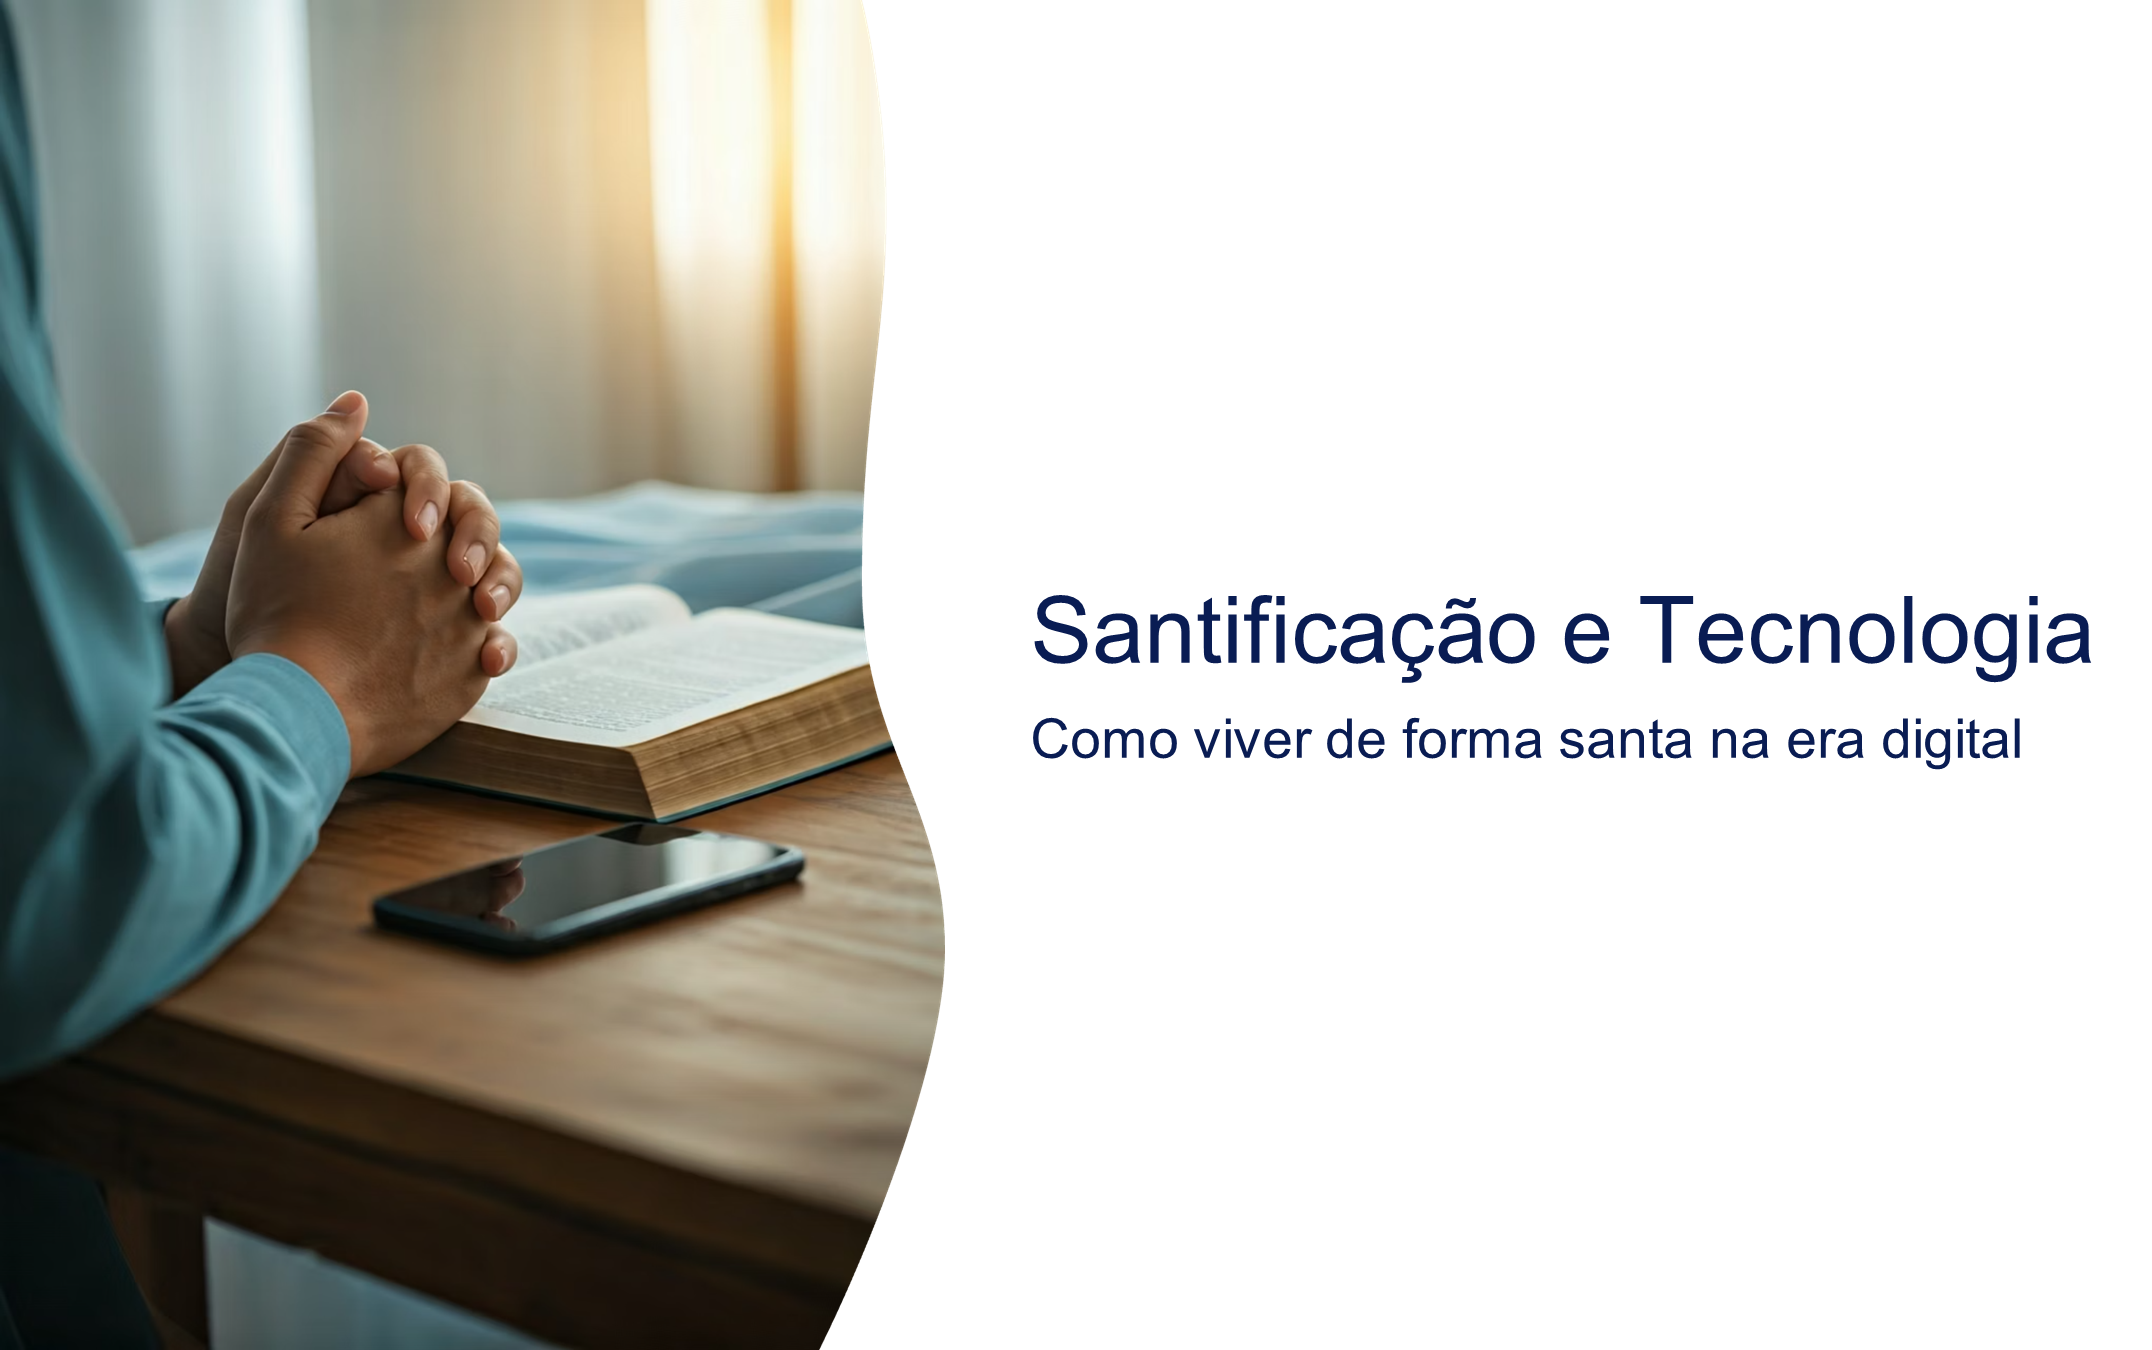 Santificação e Tecnologia
Como viver de forma santa na era digital